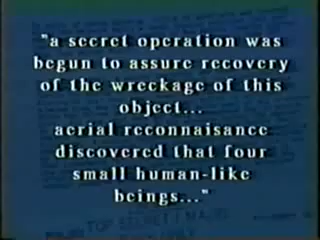 "a secret operation was
begun to assure recovery
of the wreckage of this
object...
aerial reconnaisance
discovered that four
small human-like
beings..."
TOP SECRET / MAJIC